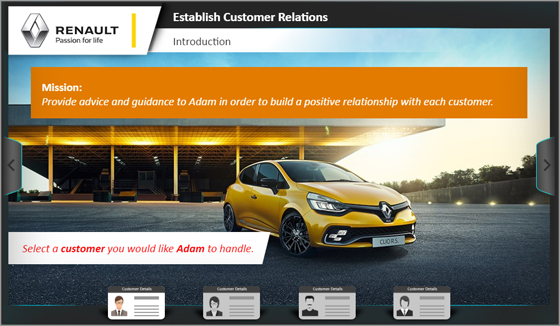 RENAULT
Passion for life
Establish Customer Relations
Introduction
Mission:
Provide advice and guidance to Adam in order to build a positive relationship with each customer.
CLIO R.S.
Select a customer you would like Adam to handle.
Customer Details
Customer Details
Customer Details
Customer Details